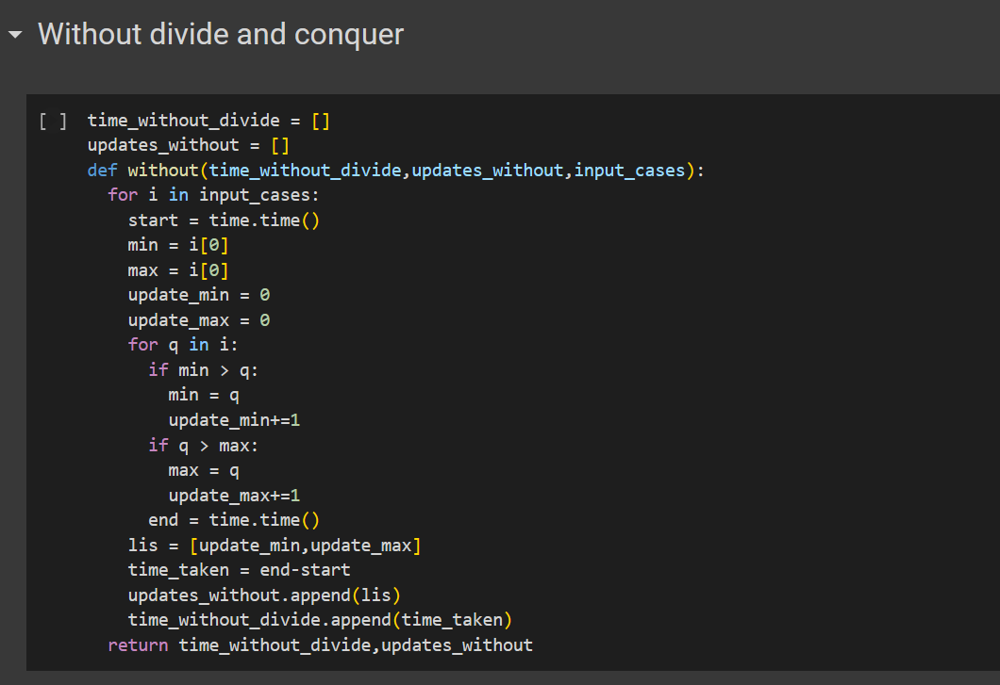 Without divide and conquer
[ ] time_without_divide = []
updates_without = []
def without(time_without_divide,updates_without,input_cases):
  for i in input_cases:
    start = time.time()
    min = i[0]
    max = i[0]
    update_min = 0
    update_max = 0
    for q in i:
      if min > q:
        min = q
        update_min+=1
      if q > max:
        max = q
        update_max+=1
      end = time.time()
    lis = [update_min,update_max]
    time_taken = end-start
    updates_without.append(lis)
    time_without_divide.append(time_taken)
  return time_without_divide,updates_without